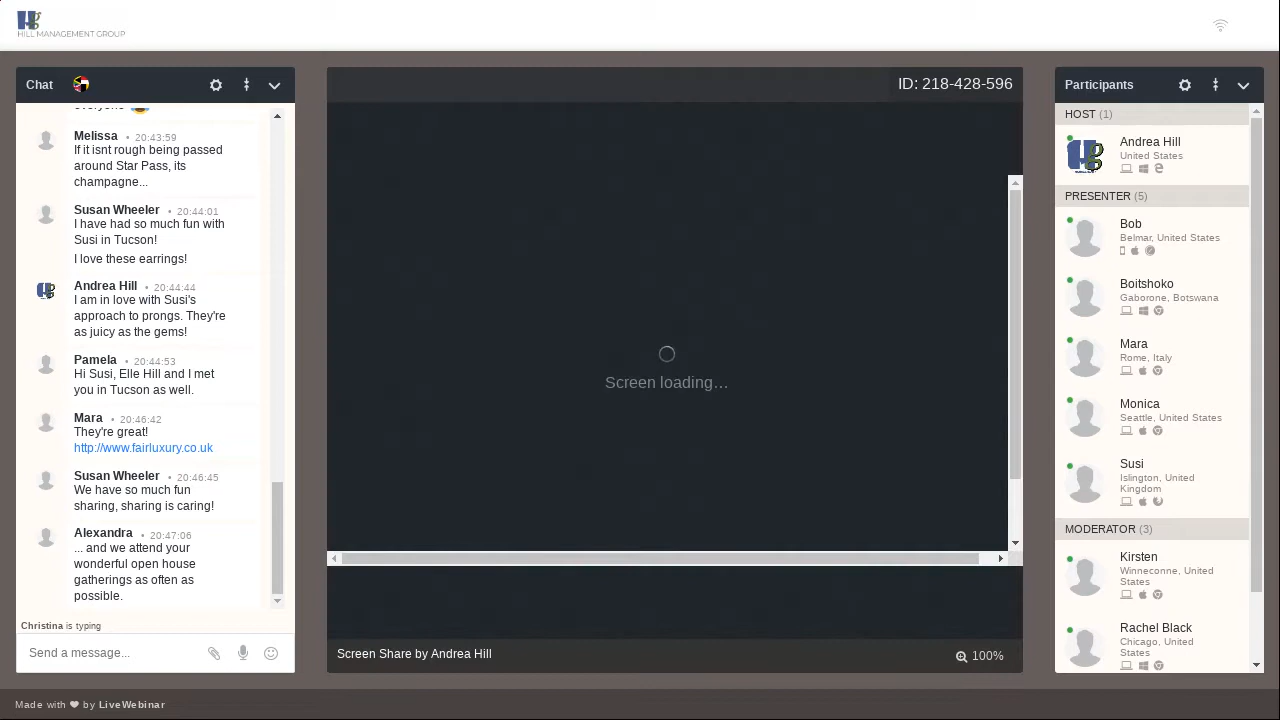 Hg
HILL MANAGEMENT GROUP
Chat
Melissa • 20:43:59
If it isnt rough being passed
around Star Pass, its
champagne...
Susan Wheeler • 20:44:01
I have had so much fun with
Susi in Tucson!
I love these earrings!
Andrea Hill • 20:44:44
I am in love with Susi's
approach to prongs. They're
as juicy as the gems!
Pamela • 20:44:53
Hi Susi, Elle Hill and I met
you in Tucson as well.
Mara • 20:46:42
They're great!
http://www.fairluxury.co.uk
Susan Wheeler • 20:46:45
We have so much fun
sharing, sharing is caring!
Alexandra • 20:47:06
... and we attend your
wonderful open house
gatherings as often as
possible.
Christina is typing
Send a message...
ID: 218-428-596
Screen loading...
Screen Share by Andrea Hill
100%
Participants
HOST (1)
Hg
Andrea Hill
United States
PRESENTER (5)
Bob
Belmar, United States
Boitshoko
Gaborone, Botswana
Mara
Rome, Italy
Monica
Seattle, United States
Susi
Islington, United
Kingdom
MODERATOR (3)
Kirsten
Winneconne, United
States
Rachel Black
Chicago, United
States
Made with ❤ by LiveWebinar